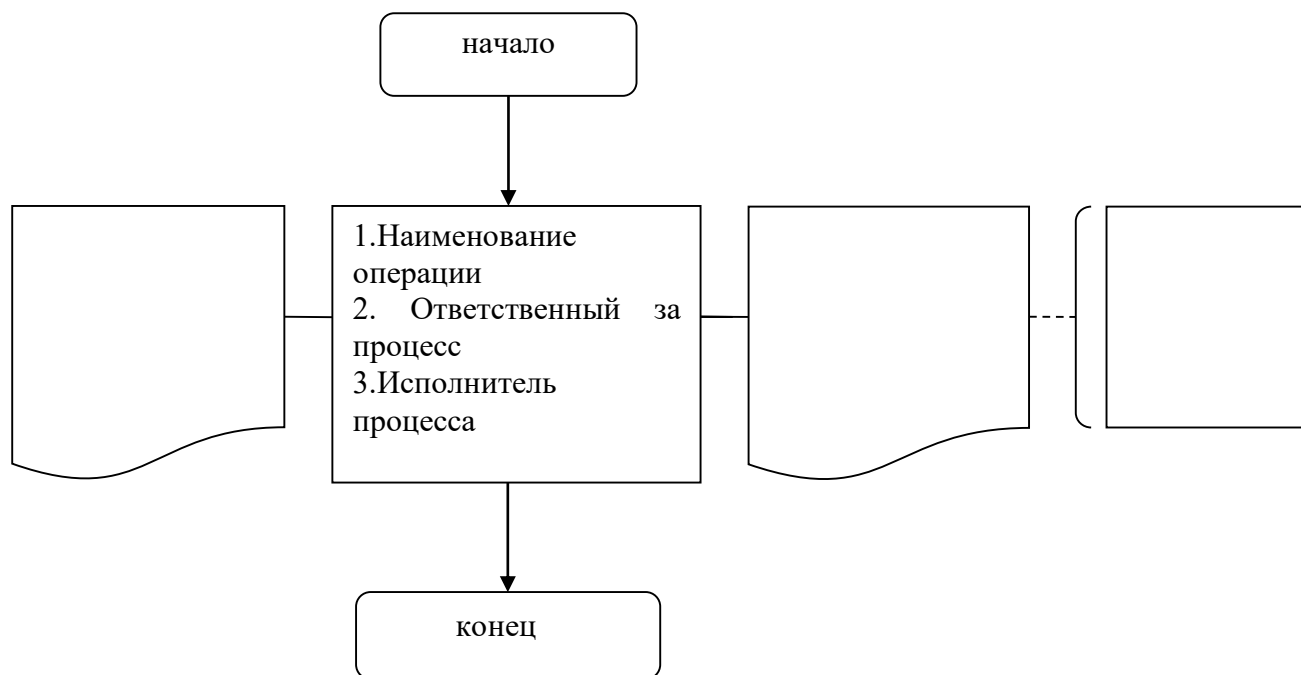 начало
1.Наименование
операции
2. Ответственный за
процесс
3.Исполнитель
процесса
конец